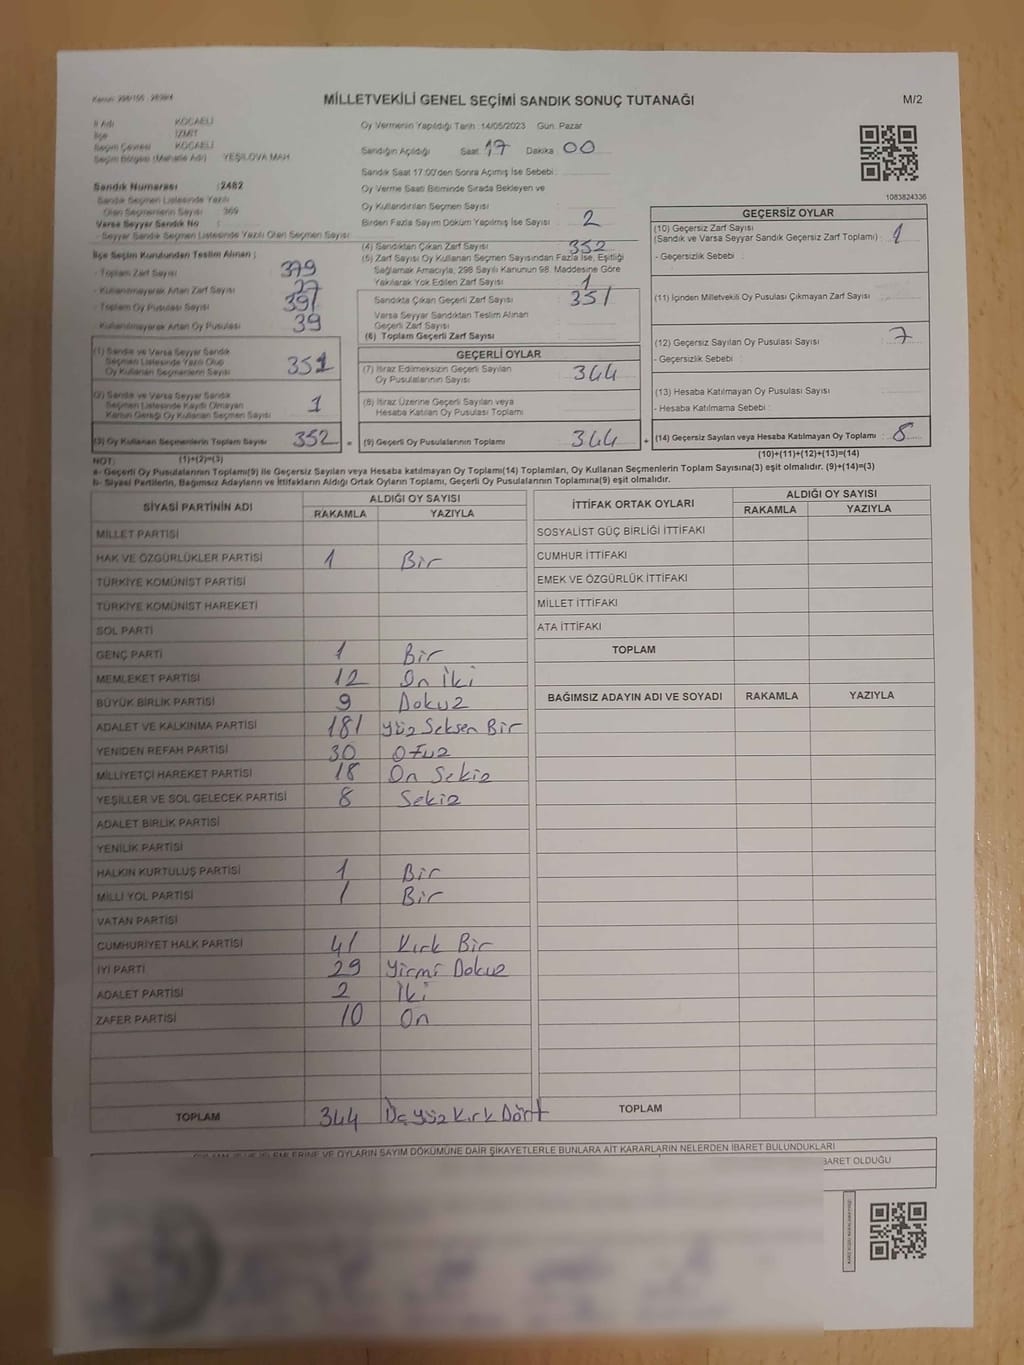 MİLLETVEKİLİ GENEL SEÇİMİ SANDIK SONUÇ TUTANAĞI
M/2
İl Adı KOCAELİ
İlçe İZMİT
Seçim Çevresi KOCAELİ
Seçim Bölgesi (Mahalle Adı) YEŞİLOVA MAH.
Sandık Numarası :2482
Sandık Seçmen Listesinde Yazılı
Olan Seçmenlerin Sayısı : 369
Varsa Seyyar Sandık No :
- Seyyar Sandık Seçmen Listesinde Yazılı Olan Seçmen Sayısı:
İlçe Seçim Kurulundan Teslim Alınan ;
- Toplam Zarf Sayısı 379
- Kullanılmayarak Artan Zarf Sayısı 27
- Toplam Oy Pusulası Sayısı 391
- Kullanılmayarak Artan Oy Pusulası 39
(1) Sandık ve Varsa Seyyar Sandık
Seçmen Listesinde Yazılı Olup
Oy Kullanan Seçmenlerin Sayısı 351
(2) Sandık ve Varsa Seyyar Sandık
Seçmen Listesinde Kaydı Olmayan
Kanun Gereği Oy Kullanan Seçmen Sayısı 1
(3) Oy Kullanan Seçmenlerin Toplam Sayısı 352 =
Oy Vermenin Yapıldığı Tarih :14/05/2023 Gün: Pazar
Sandığın Açıldığı Saat: 17 Dakika 00
Sandık Saat 17:00'den Sonra Açılmış İse Sebebi :
Oy Verme Saati Bitiminde Sırada Bekleyen ve
Oy Kullandırılan Seçmen Sayısı
Birden Fazla Sayım Döküm Yapılmış İse Sayısı 2
(4) Sandıktan Çıkan Zarf Sayısı 352
(5) Zarf Sayısı Oy Kullanan Seçmen Sayısından Fazla İse, Eşitliği
Sağlamak Amacıyla, 298 Sayılı Kanunun 98. Maddesine Göre
Yakılarak Yok Edilen Zarf Sayısı 1
Sandıkta Çıkan Geçerli Zarf Sayısı 351
Varsa Seyyar Sandıktan Teslim Alınan
Geçerli Zarf Sayısı
(6) Toplam Geçerli Zarf Sayısı
GEÇERLİ OYLAR
(7) İtiraz Edilmeksizin Geçerli Sayılan
Oy Pusulalarının Sayısı 344
(8) İtiraz Üzerine Geçerli Sayılan veya
Hesaba Katılan Oy Pusulası Toplamı
(9) Geçerli Oy Pusulalarının Toplamı 344 +
1083824336
GEÇERSİZ OYLAR
(10) Geçersiz Zarf Sayısı
(Sandık ve Varsa Seyyar Sandık Geçersiz Zarf Toplamı) : 1
- Geçersizlik Sebebi :
(11) İçinden Milletvekili Oy Pusulası Çıkmayan Zarf Sayısı :
(12) Geçersiz Sayılan Oy Pusulası Sayısı : 7
- Geçersizlik Sebebi :
(13) Hesaba Katılmayan Oy Pusulası Sayısı :
- Hesaba Katılmama Sebebi :
(14) Geçersiz Sayılan veya Hesaba Katılmayan Oy Toplamı : 8
NOT: (1)+(2)=(3) (10)+(11)+(12)+(13)=(14)
a- Geçerli Oy Pusulalarının Toplamı(9) ile Geçersiz Sayılan veya Hesaba katılmayan Oy Toplamı(14) Toplamları, Oy Kullanan Seçmenlerin Toplam Sayısına(3) eşit olmalıdır. (9)+(14)=(3)
b- Siyasi Partilerin, Bağımsız Adayların ve İttifakların Aldığı Oyların Toplamı, Geçerli Oy Pusulalarının Toplamına(9) eşit olmalıdır.
SİYASİ PARTİNİN ADI ALDIĞI OY SAYISI
RAKAMLA YAZIYLA
MİLLET PARTİSİ
HAK VE ÖZGÜRLÜKLER PARTİSİ 1 Bir
TÜRKİYE KOMÜNİST PARTİSİ
TÜRKİYE KOMÜNİST HAREKETİ
SOL PARTİ
GENÇ PARTİ 1 Bir
MEMLEKET PARTİSİ 12 On İki
BÜYÜK BİRLİK PARTİSİ 9 Dokuz
ADALET VE KALKINMA PARTİSİ 181 Yüz Seksen Bir
YENİDEN REFAH PARTİSİ 30 Otuz
MİLLİYETÇİ HAREKET PARTİSİ 18 On Sekiz
YEŞİLLER VE SOL GELECEK PARTİSİ 8 Sekiz
ADALET BİRLİK PARTİSİ
YENİLİK PARTİSİ
HALKIN KURTULUŞ PARTİSİ 1 Bir
MİLLİ YOL PARTİSİ 1 Bir
VATAN PARTİSİ
CUMHURİYET HALK PARTİSİ 41 Kırk Bir
İYİ PARTİ 29 Yirmi Dokuz
ADALET PARTİSİ 2 İki
ZAFER PARTİSİ 10 On
TOPLAM 344 Üç Yüz Kırk Dört
İTTİFAK ORTAK OYLARI ALDIĞI OY SAYISI
RAKAMLA YAZIYLA
SOSYALİST GÜÇ BİRLİĞİ İTTİFAKI
CUMHUR İTTİFAKI
EMEK VE ÖZGÜRLÜK İTTİFAKI
MİLLET İTTİFAKI
ATA İTTİFAKI
TOPLAM
BAĞIMSIZ ADAYIN ADI VE SOYADI RAKAMLA YAZIYLA
TOPLAM
VE OYLARIN SAYIM DÖKÜMÜNE DAİR ŞİKAYETLERLE BUNLARA AİT KARARLARIN NELERDEN İBARET BULUNDUKLARI
İBARET OLDUĞU